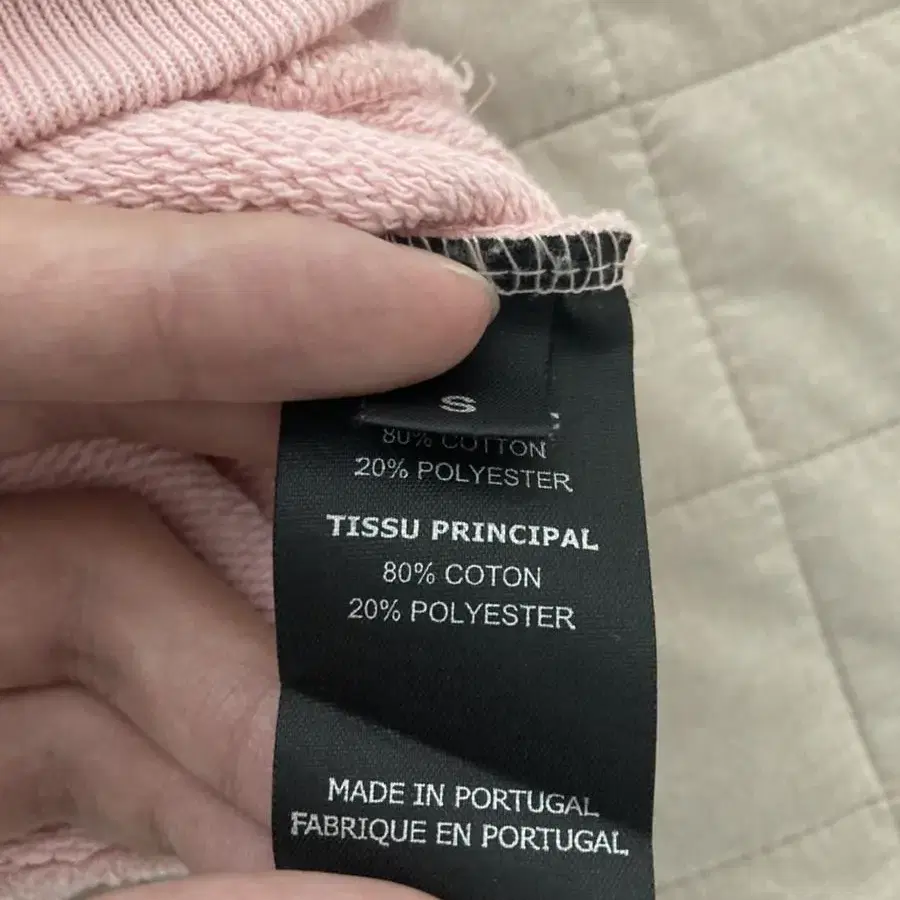 S
80% COTTON
20% POLYESTER
TISSU PRINCIPAL
80% COTON
20% POLYESTER
MADE IN PORTUGAL
FABRIQUE EN PORTUGAL